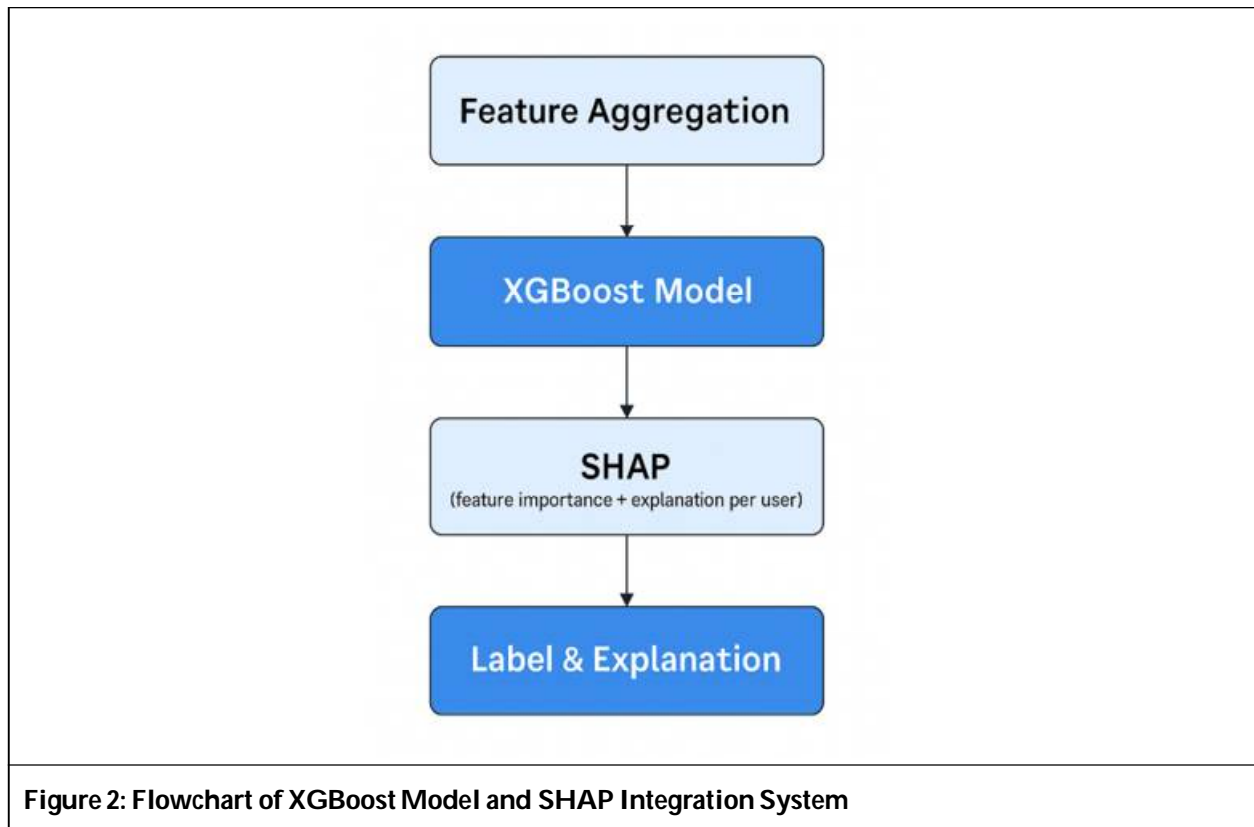 Feature Aggregation
XGBoost Model
SHAP
(feature importance + explanation per user)
Label & Explanation
Figure 2: Flowchart of XGBoost Model and SHAP Integration System